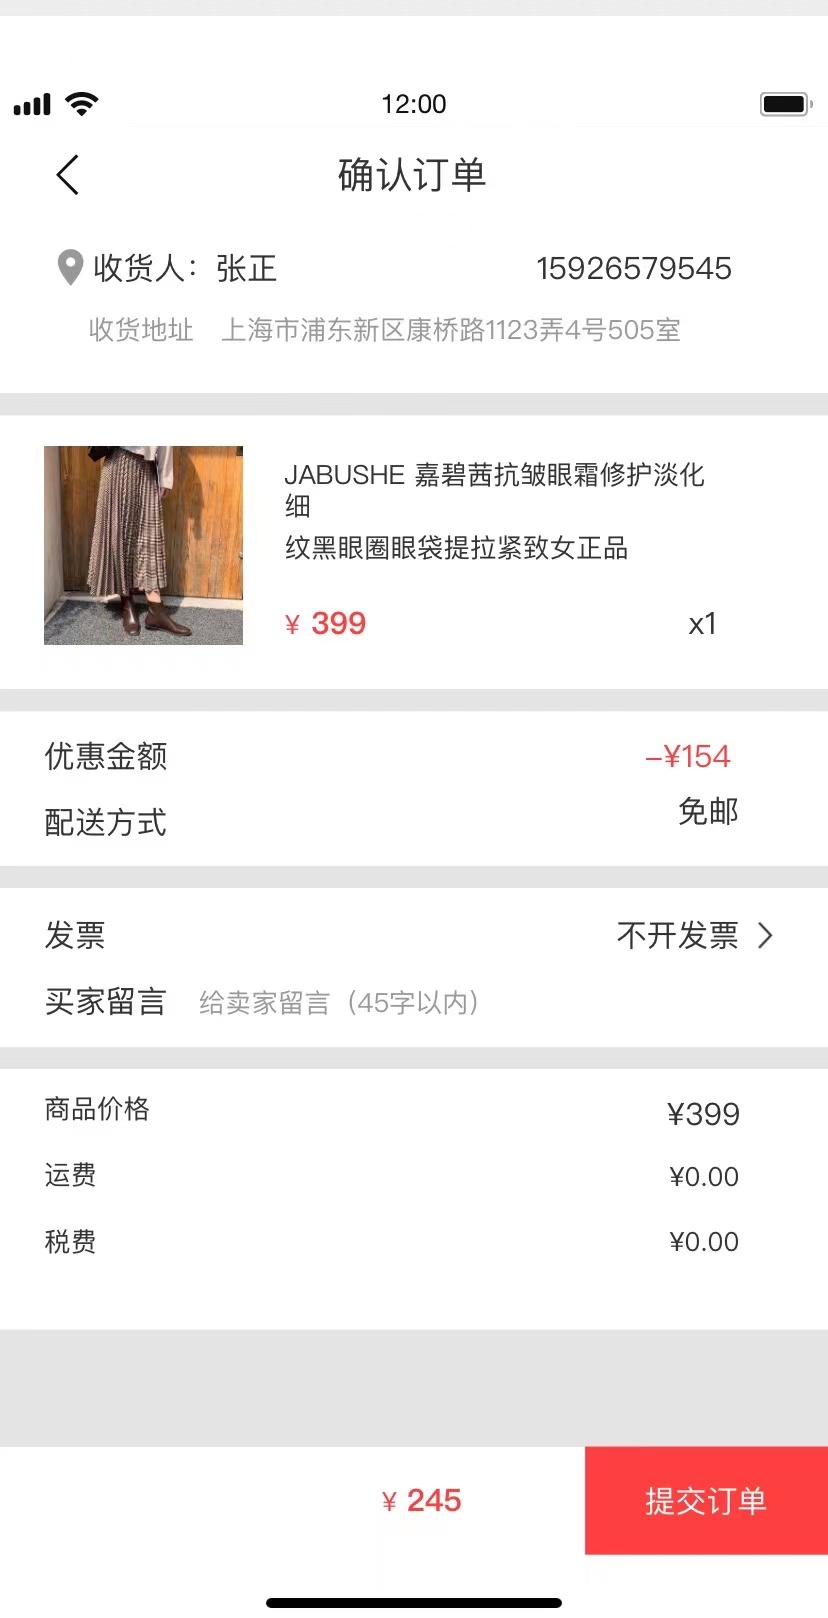 12:00
确认订单
收货人：张正 15926579545
收货地址 上海市浦东新区康桥路1123弄4号505室
JABUSHE 嘉碧茜抗皱眼霜修护淡化
细
纹黑眼圈眼袋提拉紧致女正品
¥ 399 x1
优惠金额 -¥154
配送方式 免邮
发票 不开发票
买家留言 给卖家留言（45字以内）
商品价格 ¥399
运费 ¥0.00
税费 ¥0.00
¥ 245 提交订单